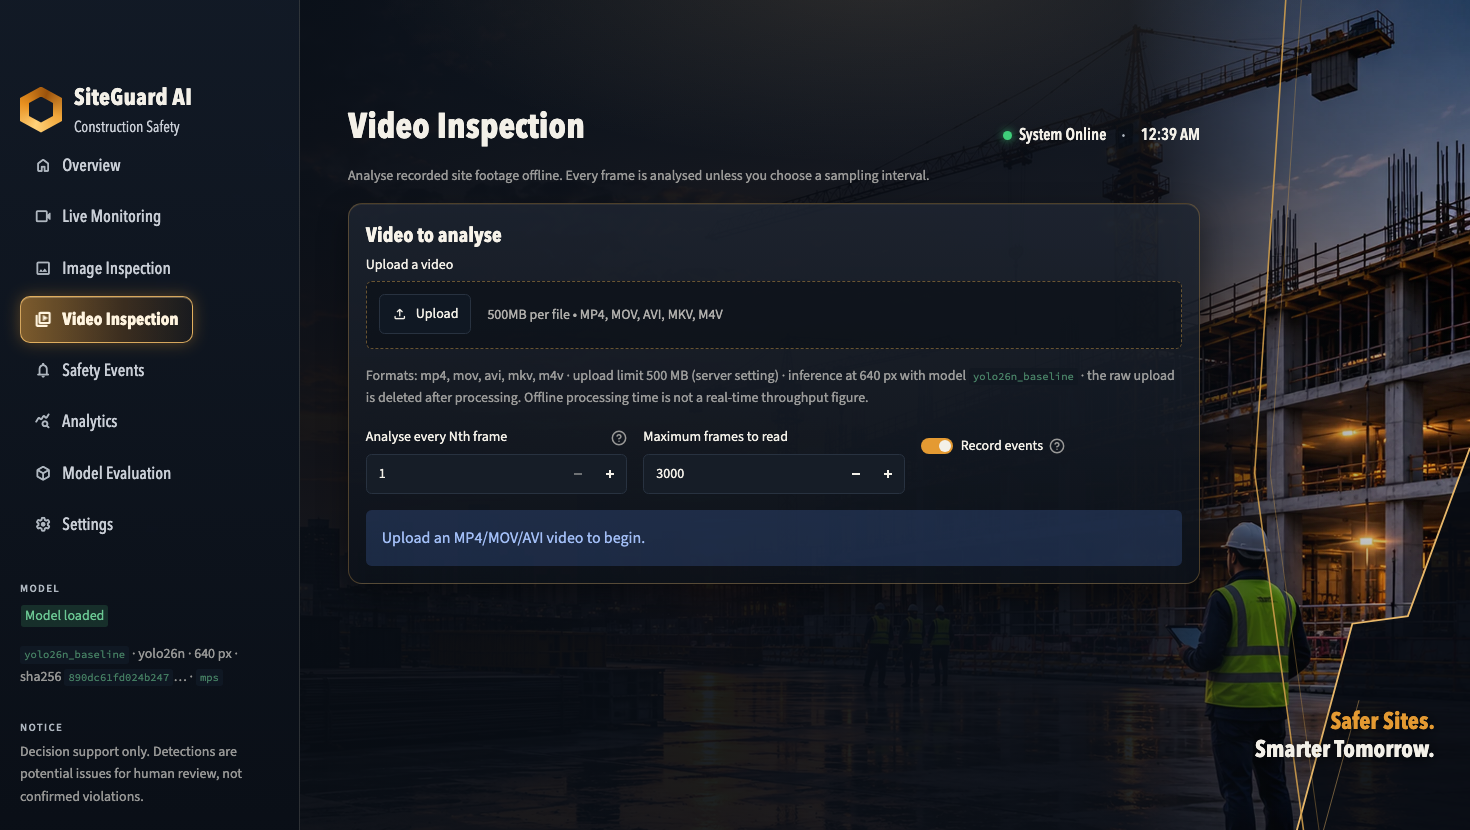 SiteGuard AI
Construction Safety
Overview
Live Monitoring
Image Inspection
Video Inspection
Safety Events
Analytics
Model Evaluation
Settings
MODEL
Model loaded
yolo26n_baseline · yolo26n · 640 px ·
sha256 890dc61fd024b247 … · mps
NOTICE
Decision support only. Detections are
potential issues for human review, not
confirmed violations.
Video Inspection
System Online · 12:39 AM
Analyse recorded site footage offline. Every frame is analysed unless you choose a sampling interval.
Video to analyse
Upload a video
Upload 500MB per file • MP4, MOV, AVI, MKV, M4V
Formats: mp4, mov, avi, mkv, m4v · upload limit 500 MB (server setting) · inference at 640 px with model yolo26n_baseline · the raw upload
is deleted after processing. Offline processing time is not a real-time throughput figure.
Analyse every Nth frame
1
Maximum frames to read
3000
Record events
Upload an MP4/MOV/AVI video to begin.
Safer Sites.
Smarter Tomorrow.